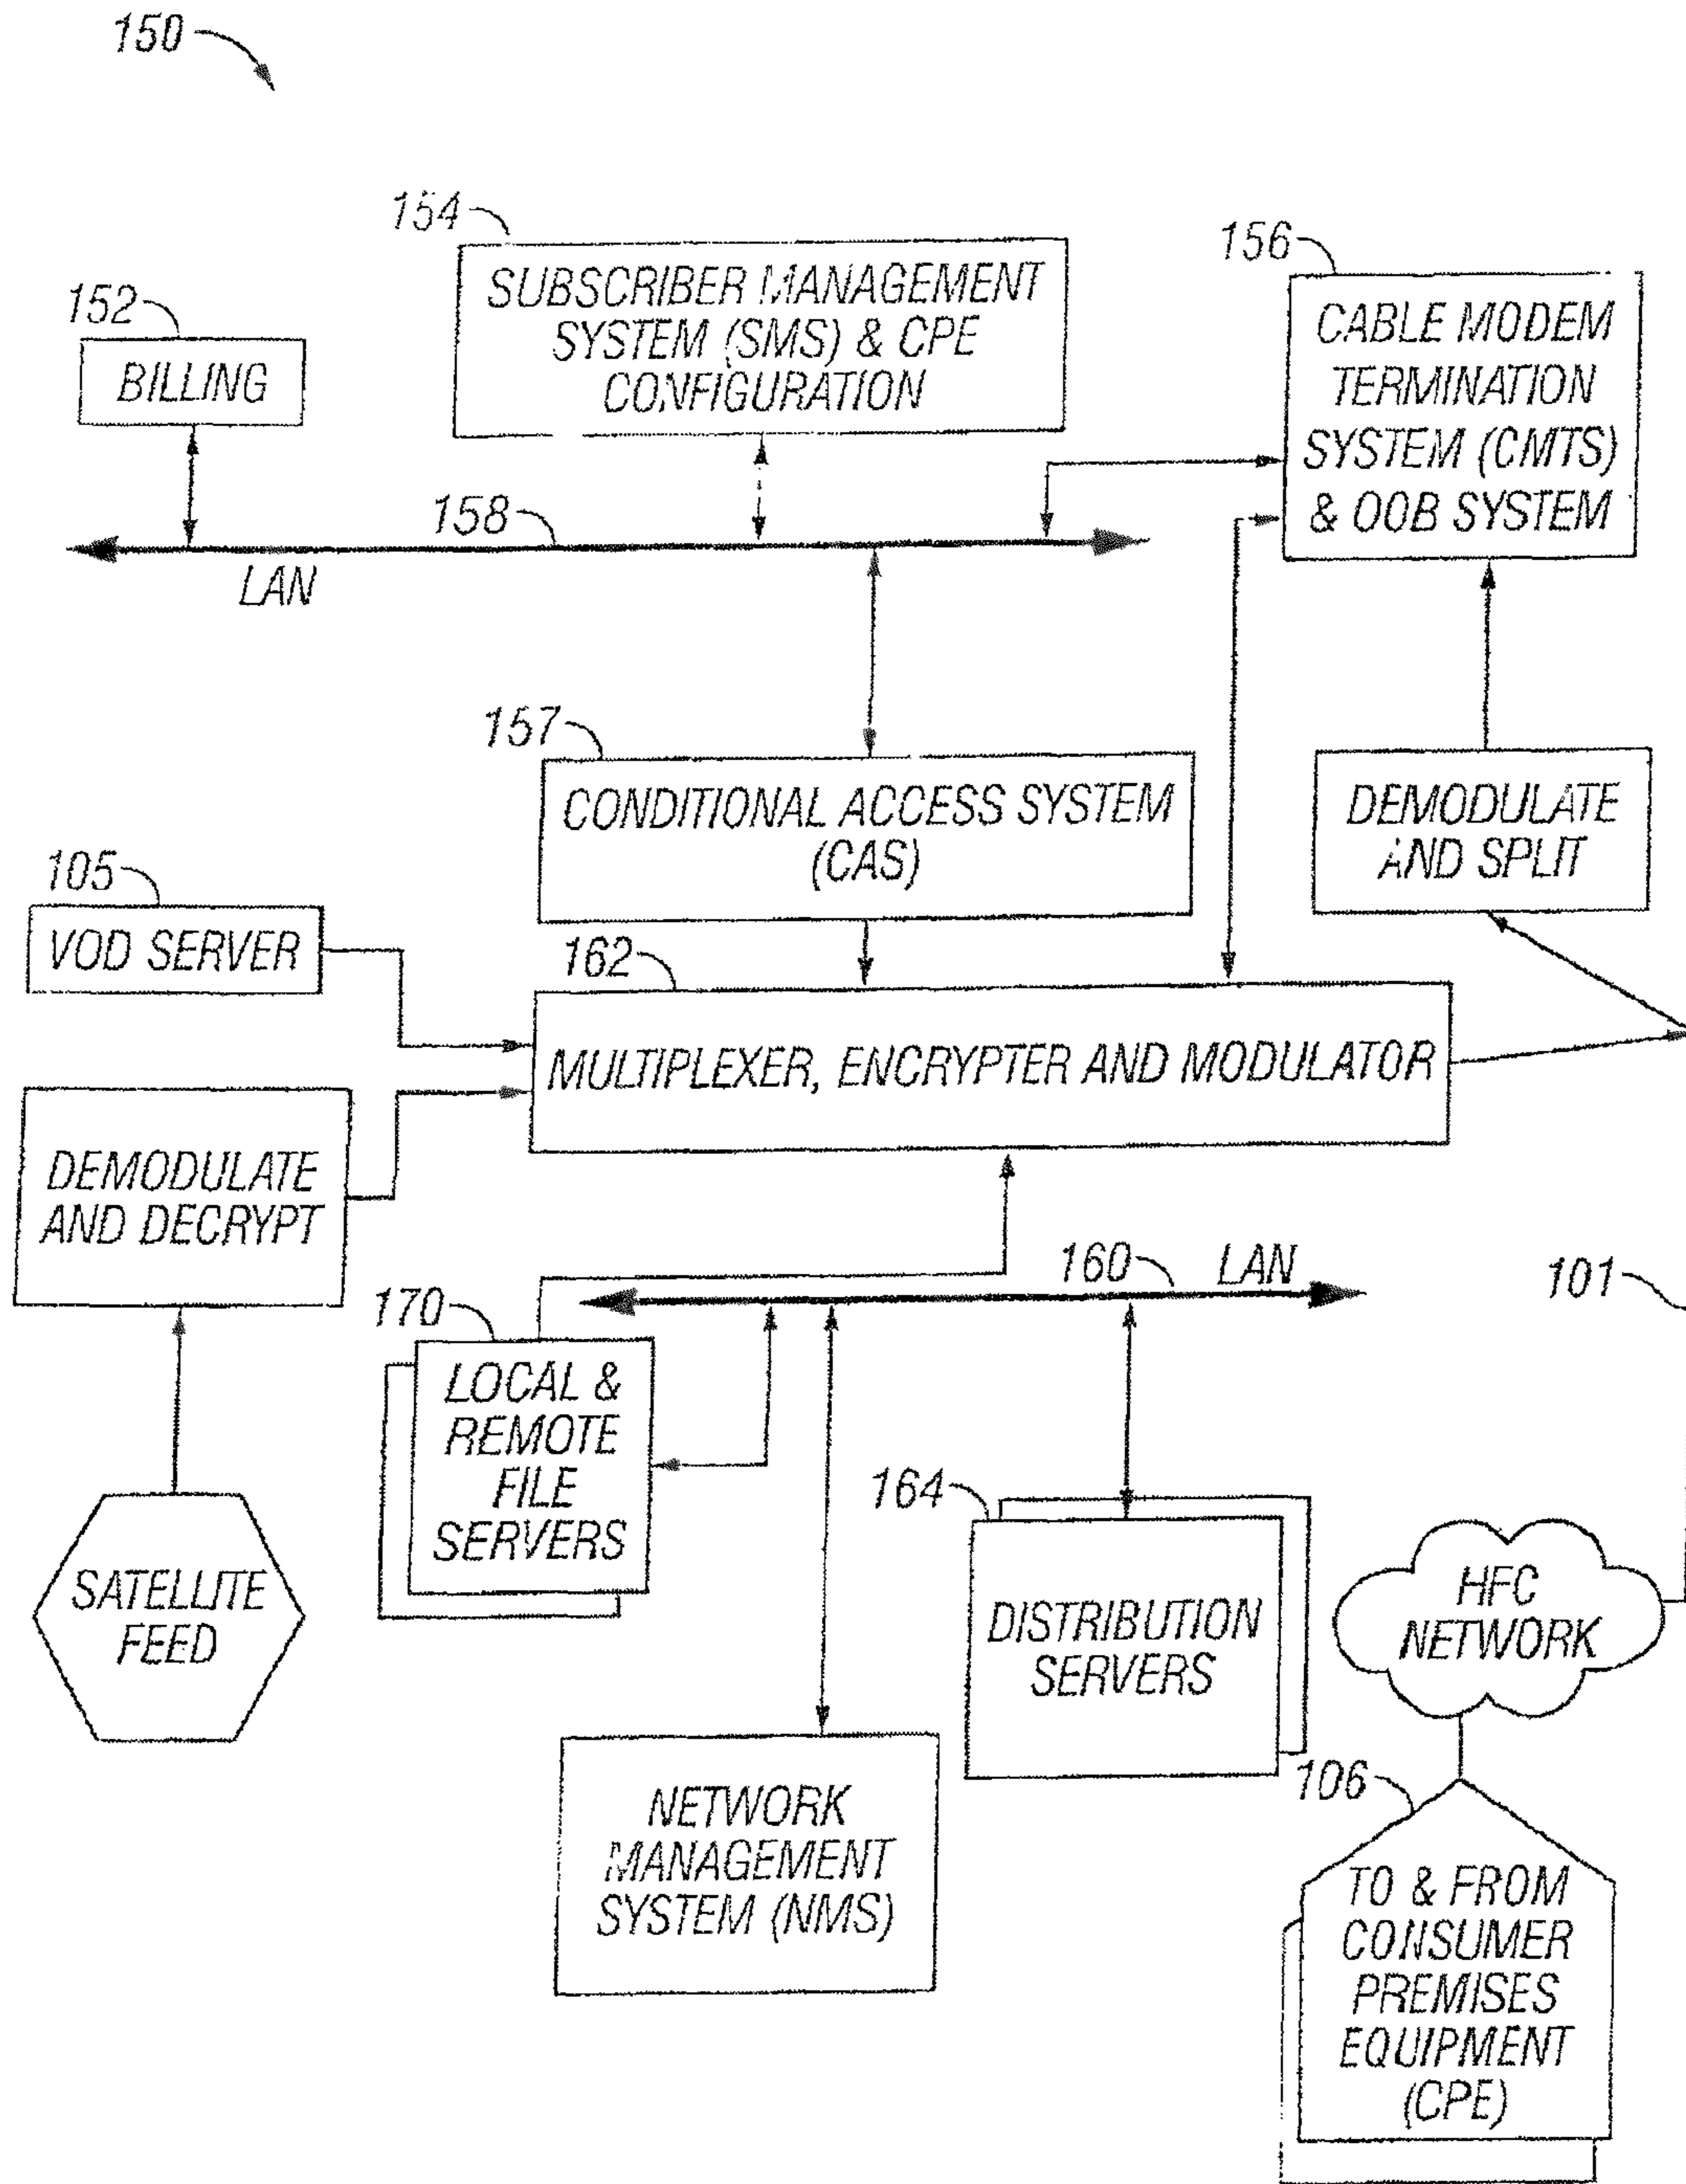 150
154
SUBSCRIBER MANAGEMENT
SYSTEM (SMS) & CPE
CONFIGURATION
156
CABLE MODEM
TERMINATION
SYSTEM (CMTS)
& OOB SYSTEM
152
BILLING
158
LAN
157
CONDITIONAL ACCESS SYSTEM
(CAS)
DEMODULATE
AND SPLIT
105
VOD SERVER
162
MULTIPLEXER, ENCRYPTER AND MODULATOR
DEMODULATE
AND DECRYPT
160
LAN
101
170
LOCAL &
REMOTE
FILE
SERVERS
164
DISTRIBUTION
SERVERS
SATELLITE
FEED
HFC
NETWORK
NETWORK
MANAGEMENT
SYSTEM (NMS)
106
TO & FROM
CONSUMER
PREMISES
EQUIPMENT
(CPE)